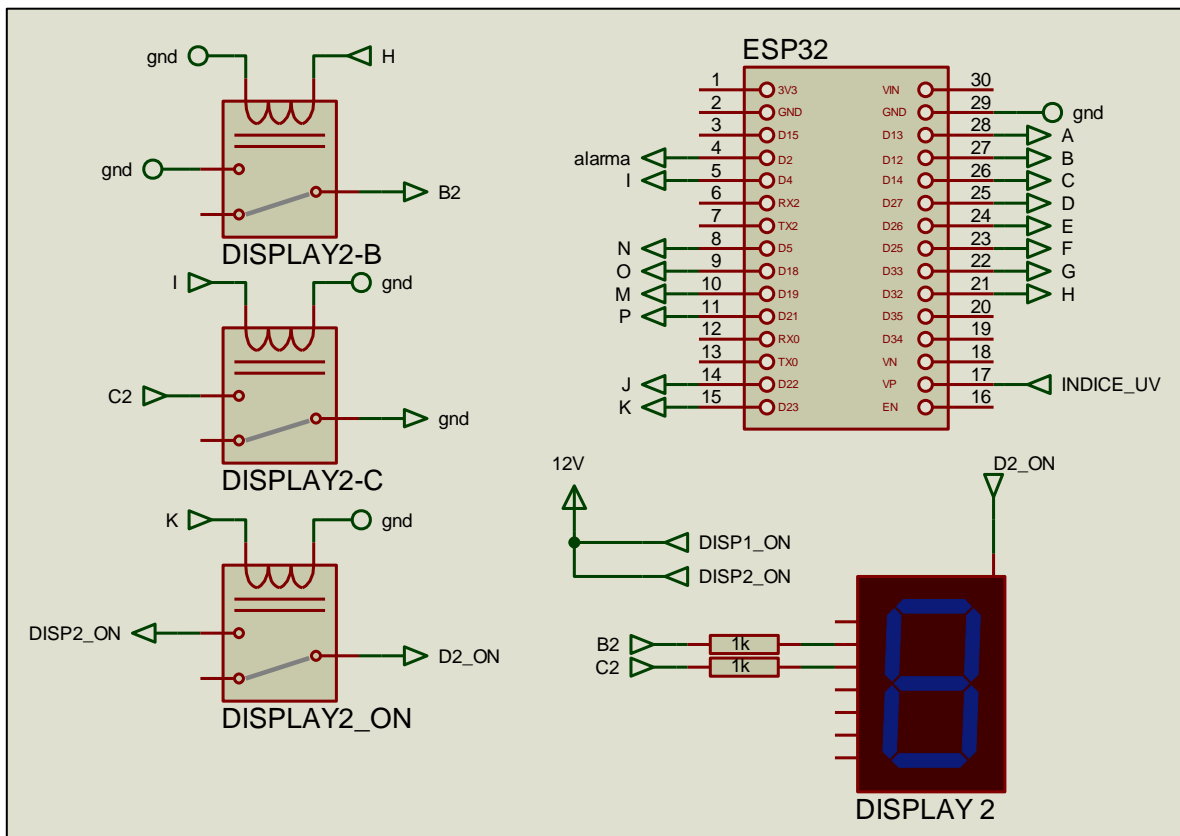 gnd
H
gnd
B2
DISPLAY2-B
I
gnd
C2
gnd
DISPLAY2-C
K
gnd
DISP2_ON
D2_ON
DISPLAY2_ON
ESP32
1 3V3 VIN 30
2 GND GND 29 gnd
3 D15 D13 28 A
alarma 4 D2 D12 27 B
I 5 D4 D14 26 C
6 RX2 D27 25 D
7 TX2 D26 24 E
N 8 D5 D25 23 F
O 9 D18 D33 22 G
M 10 D19 D32 21 H
P 11 D21 D35 20
12 RX0 D34 19
13 TX0 VN 18
J 14 D22 VP 17 INDICE_UV
K 15 D23 EN 16
12V
DISP1_ON
DISP2_ON
D2_ON
B2 1k
C2 1k
DISPLAY 2